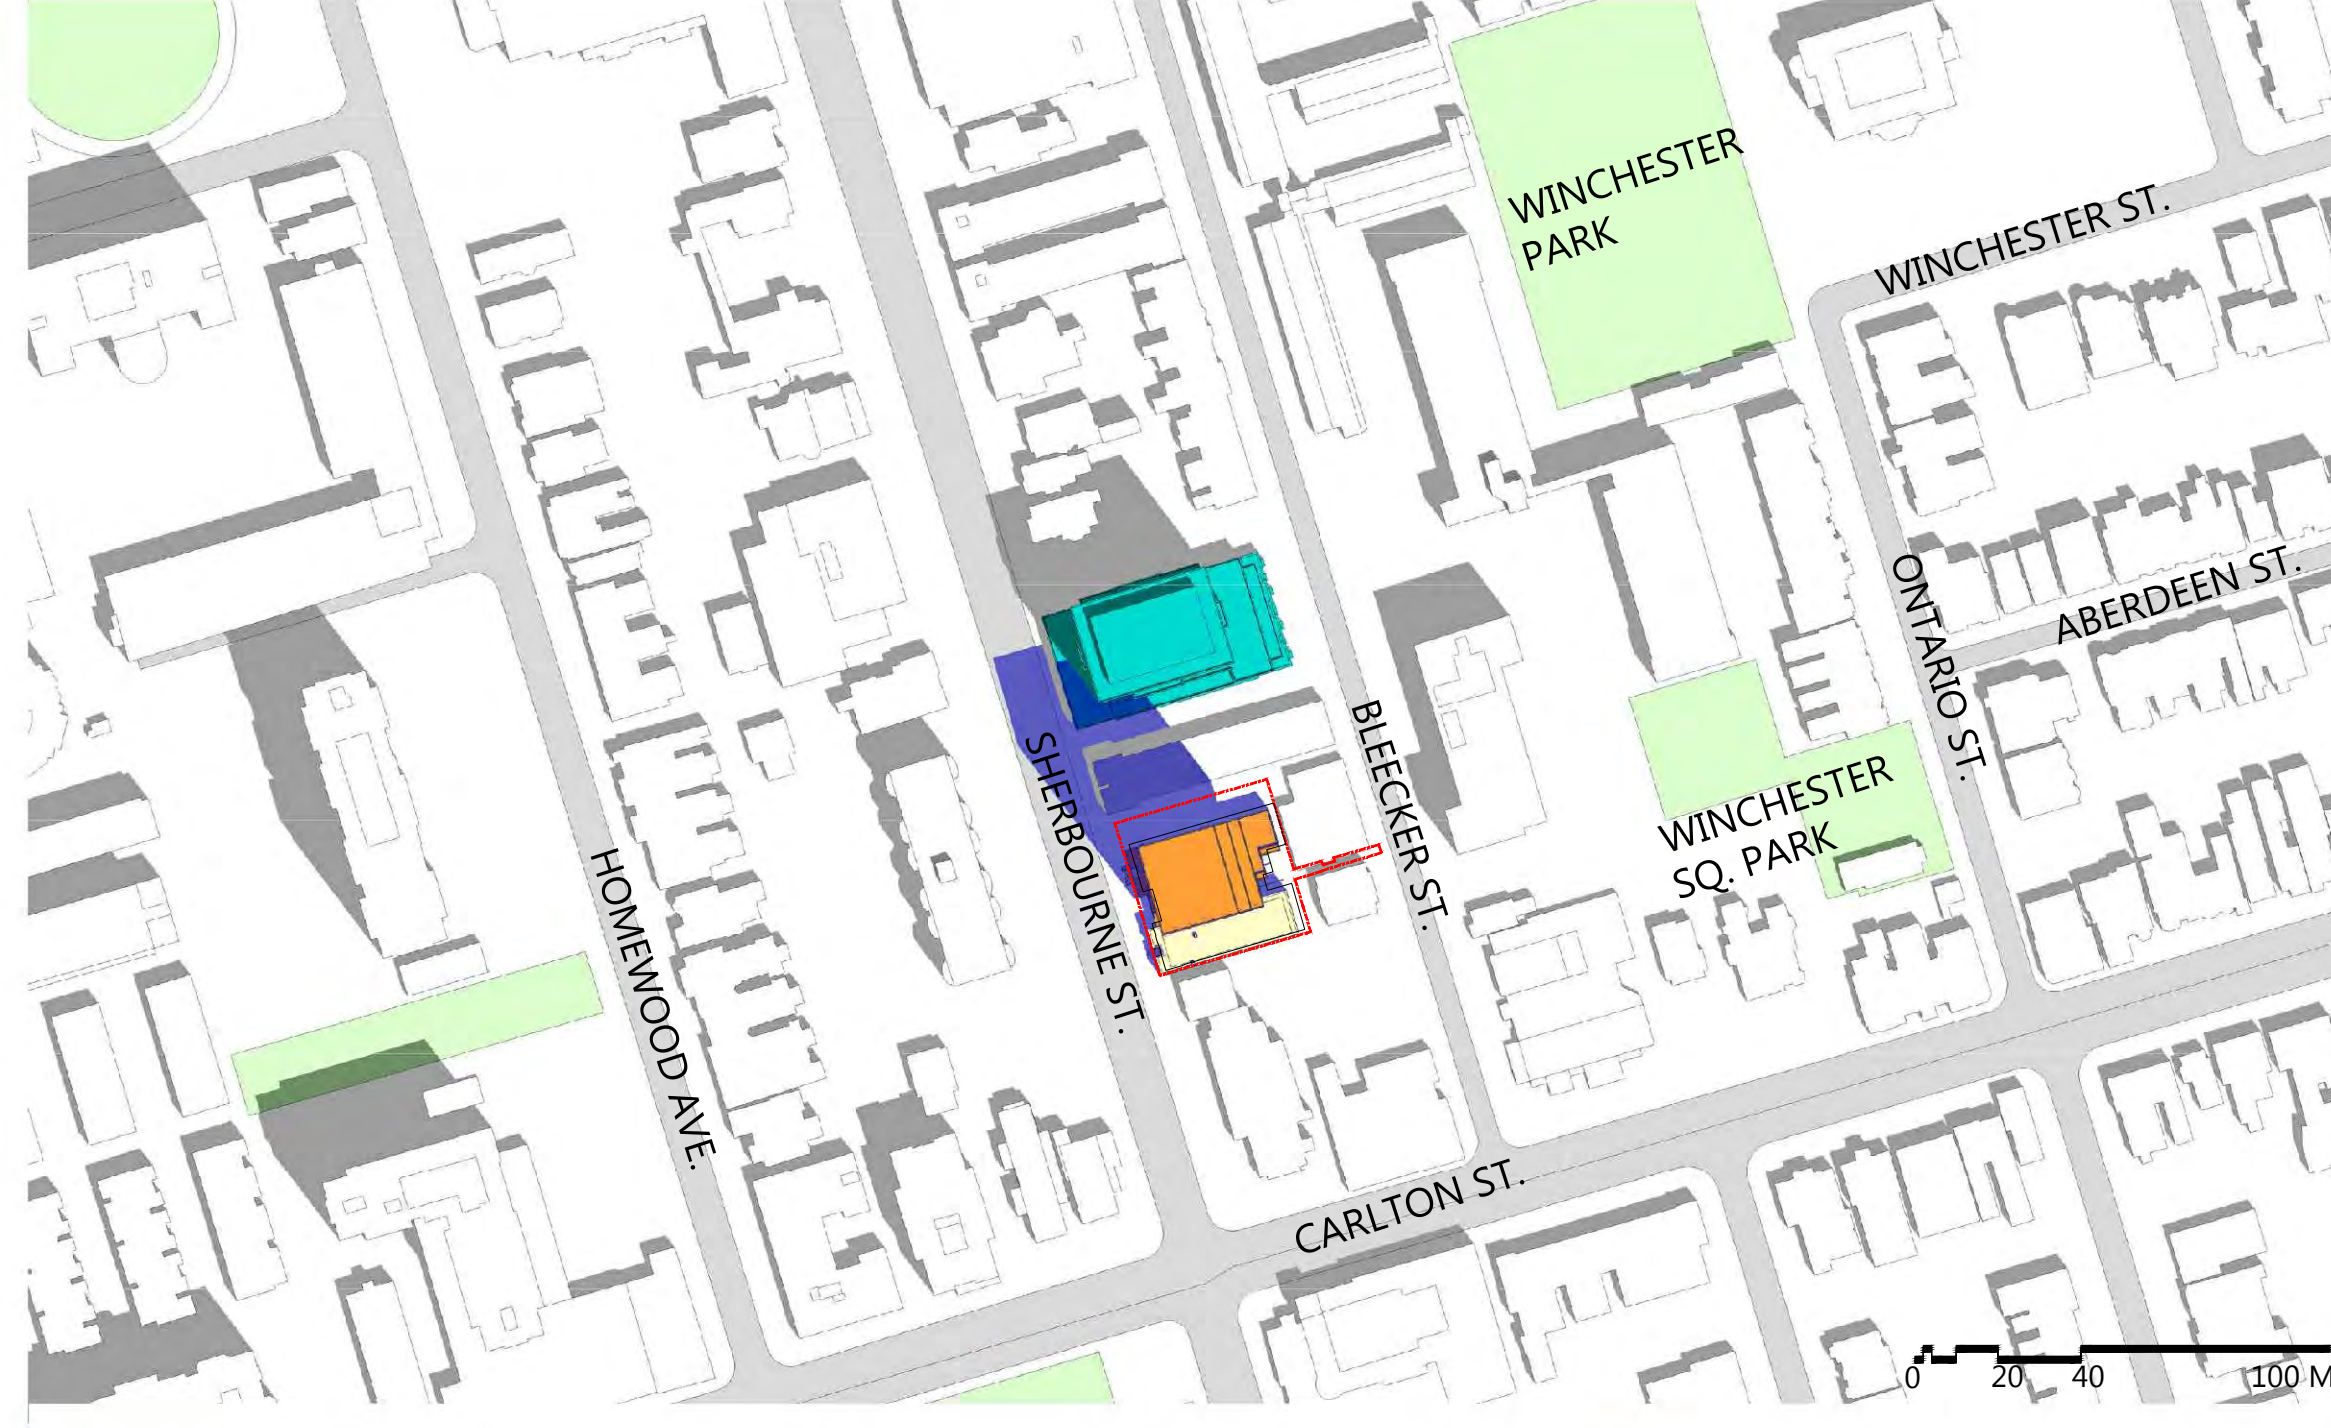 WINCHESTER
PARK
WINCHESTER ST.
ONTARIO ST.
ABERDEEN ST.
BLEECKER ST.
SHERBOURNE ST.
WINCHESTER
SQ. PARK
HOMEWOOD AVE.
CARLTON ST.
0 20 40 100 M